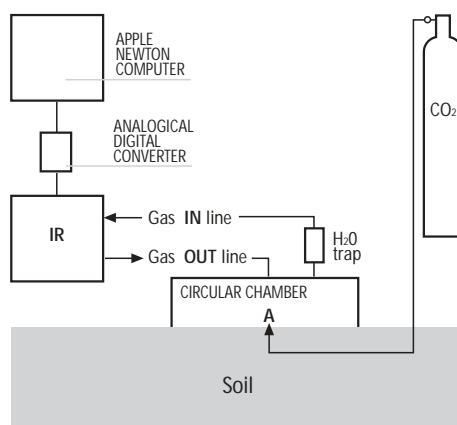 APPLE
NEWTON
COMPUTER
ANALOGICAL
DIGITAL
CONVERTER
CO2
IR
Gas IN line
H20
trap
Gas OUT line
CIRCULAR CHAMBER
A
Soil